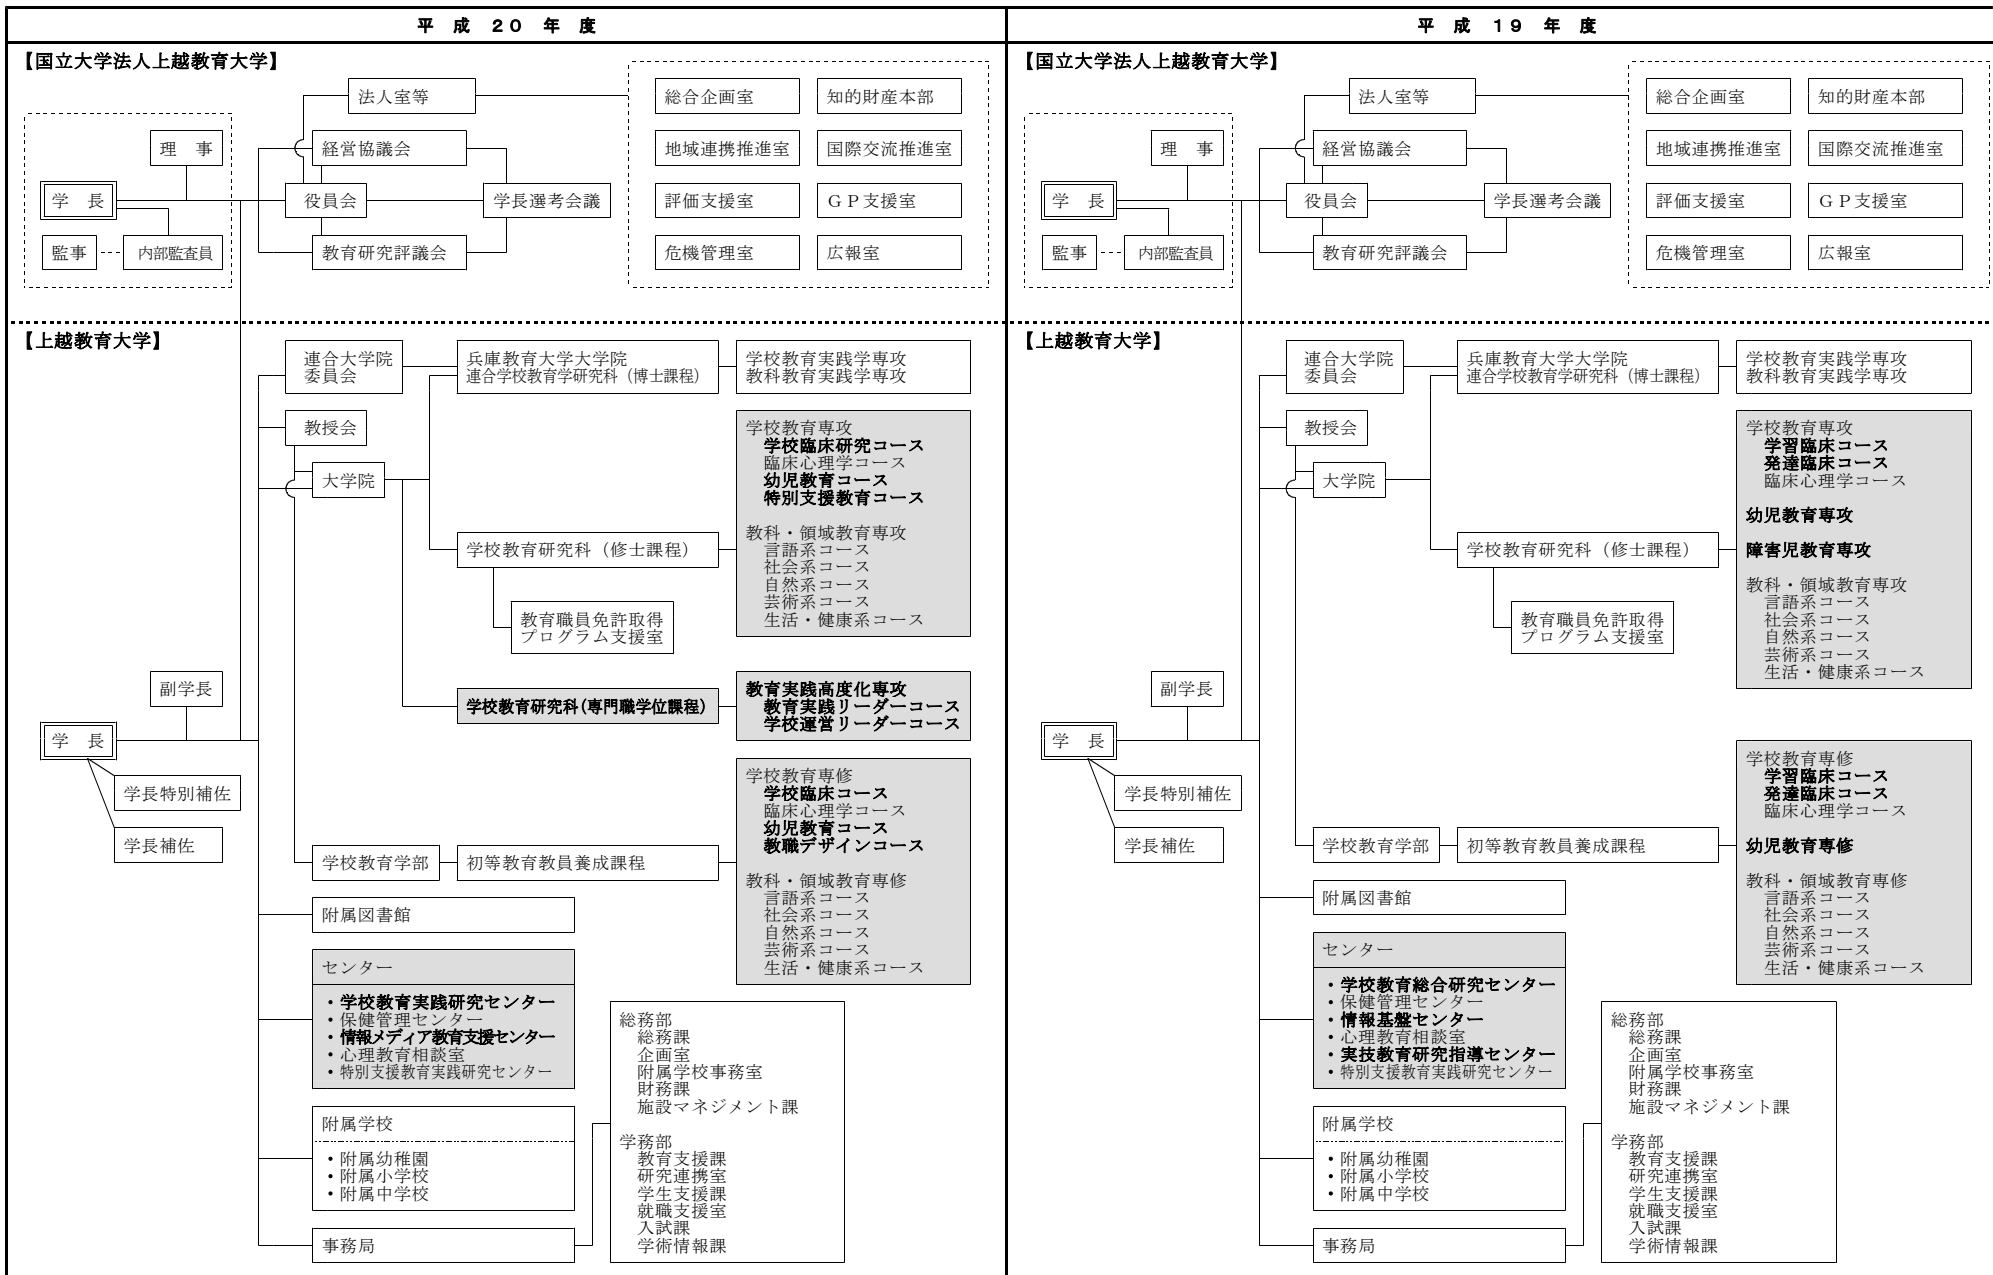 平　成　２０　年　度
【国立大学法人上越教育大学】
法人室等
総合企画室
知的財産本部
理　事
経営協議会
地域連携推進室
国際交流推進室
学　長
役員会
学長選考会議
評価支援室
ＧＰ支援室
監事
内部監査員
教育研究評議会
危機管理室
広報室
【上越教育大学】
連合大学院
委員会
兵庫教育大学大学院
連合学校教育学研究科（博士課程）
学校教育実践学専攻
教科教育実践学専攻
教授会
大学院
学校教育専攻
学校臨床研究コース
臨床心理学コース
幼児教育コース
特別支援教育コース
教科・領域教育専攻
言語系コース
社会系コース
自然系コース
芸術系コース
生活・健康系コース
学校教育研究科（修士課程）
教育職員免許取得
プログラム支援室
副学長
学校教育研究科(専門職学位課程)
教育実践高度化専攻
教育実践リーダーコース
学校運営リーダーコース
学　長
学長特別補佐
学長補佐
学校教育専修
学校臨床コース
臨床心理学コース
幼児教育コース
教職デザインコース
教科・領域教育専修
言語系コース
社会系コース
自然系コース
芸術系コース
生活・健康系コース
学校教育学部
初等教育教員養成課程
附属図書館
センター
・学校教育実践研究センター
・保健管理センター
・情報メディア教育支援センター
・心理教育相談室
・特別支援教育実践研究センター
附属学校
・附属幼稚園
・附属小学校
・附属中学校
事務局
総務部
総務課
企画室
附属学校事務室
財務課
施設マネジメント課
学務部
教育支援課
研究連携室
学生支援課
就職支援室
入試課
学術情報課
平　成　１９　年　度
【国立大学法人上越教育大学】
法人室等
総合企画室
知的財産本部
理　事
経営協議会
地域連携推進室
国際交流推進室
学　長
役員会
学長選考会議
評価支援室
ＧＰ支援室
監事
内部監査員
教育研究評議会
危機管理室
広報室
【上越教育大学】
連合大学院
委員会
兵庫教育大学大学院
連合学校教育学研究科（博士課程）
学校教育実践学専攻
教科教育実践学専攻
教授会
大学院
学校教育専攻
学習臨床コース
発達臨床コース
臨床心理学コース
幼児教育専攻
障害児教育専攻
教科・領域教育専攻
言語系コース
社会系コース
自然系コース
芸術系コース
生活・健康系コース
学校教育研究科（修士課程）
教育職員免許取得
プログラム支援室
副学長
学　長
学長特別補佐
学長補佐
学校教育専修
学習臨床コース
発達臨床コース
臨床心理学コース
幼児教育専修
教科・領域教育専修
言語系コース
社会系コース
自然系コース
芸術系コース
生活・健康系コース
学校教育学部
初等教育教員養成課程
附属図書館
センター
・学校教育総合研究センター
・保健管理センター
・情報基盤センター
・心理教育相談室
・実技教育研究指導センター
・特別支援教育実践研究センター
附属学校
・附属幼稚園
・附属小学校
・附属中学校
事務局
総務部
総務課
企画室
附属学校事務室
財務課
施設マネジメント課
学務部
教育支援課
研究連携室
学生支援課
就職支援室
入試課
学術情報課